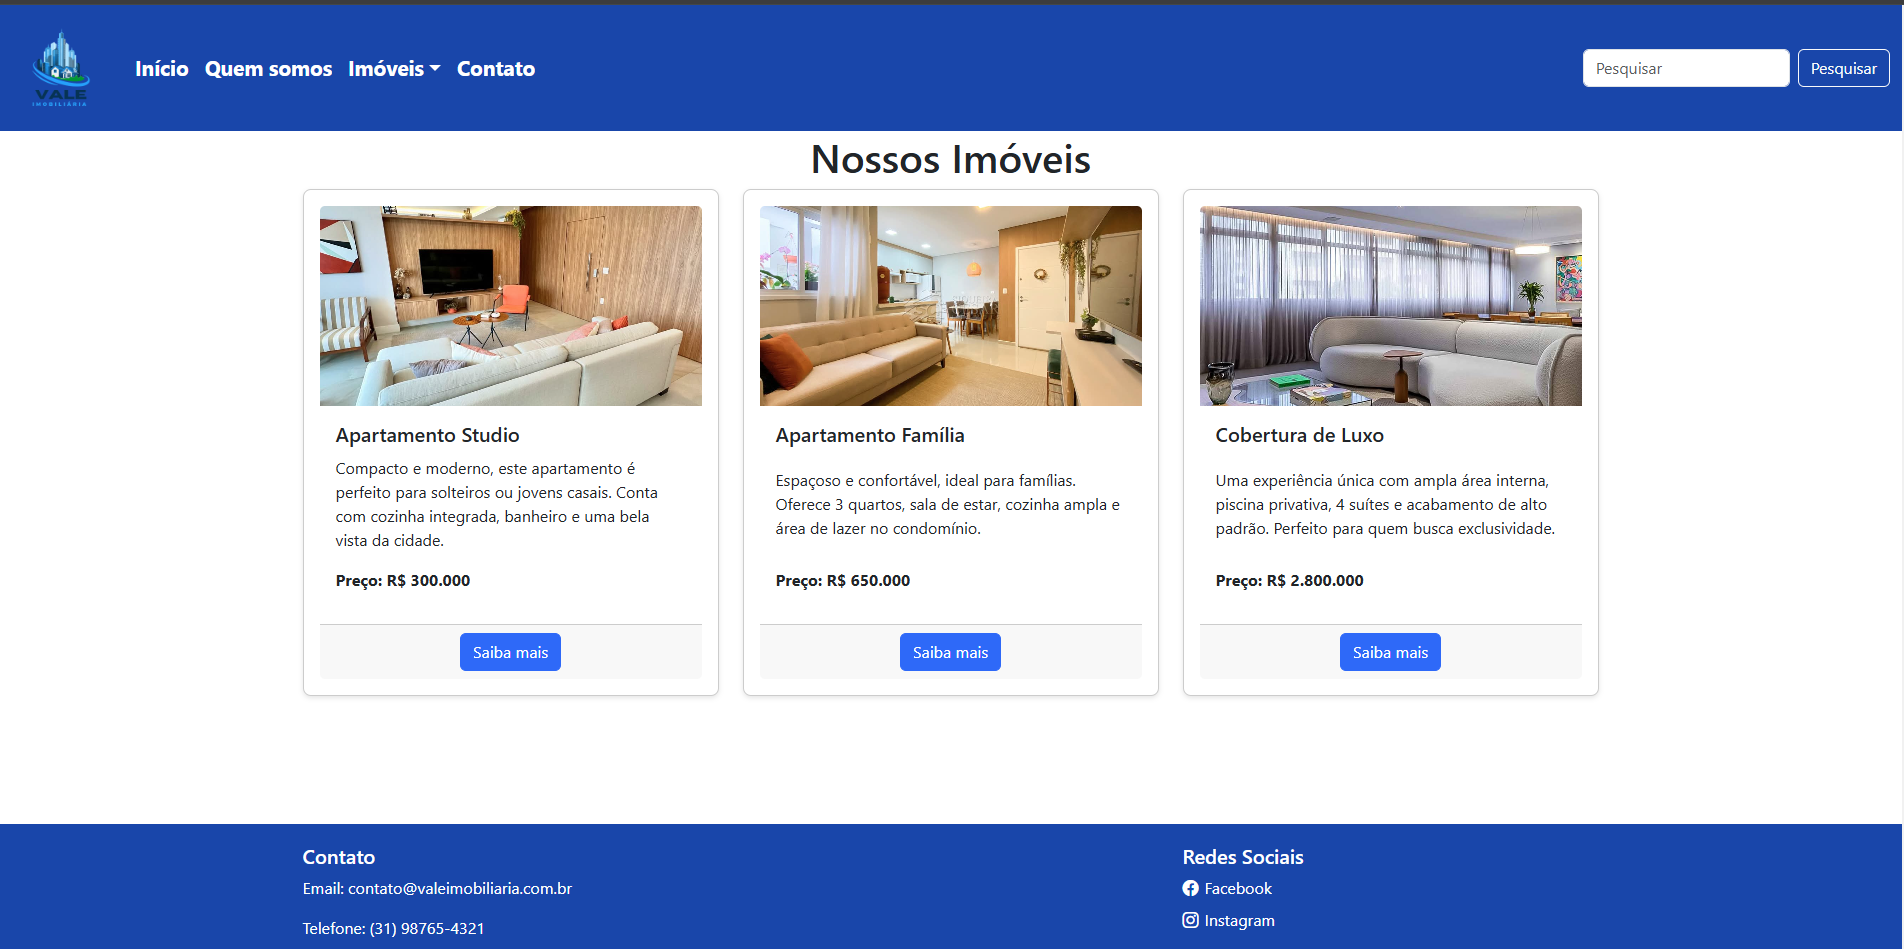 VALE
IMOBILIÁRIA
Início Quem somos Imóveis Contato
Pesquisar Pesquisar
Nossos Imóveis
Apartamento Studio
Compacto e moderno, este apartamento é
perfeito para solteiros ou jovens casais. Conta
com cozinha integrada, banheiro e uma bela
vista da cidade.
Preço: R$ 300.000
Saiba mais
Apartamento Família
Espaçoso e confortável, ideal para famílias.
Oferece 3 quartos, sala de estar, cozinha ampla e
área de lazer no condomínio.
Preço: R$ 650.000
Saiba mais
Cobertura de Luxo
Uma experiência única com ampla área interna,
piscina privativa, 4 suítes e acabamento de alto
padrão. Perfeito para quem busca exclusividade.
Preço: R$ 2.800.000
Saiba mais
Contato
Email: contato@valeimobiliaria.com.br
Telefone: (31) 98765-4321
Redes Sociais
Facebook
Instagram